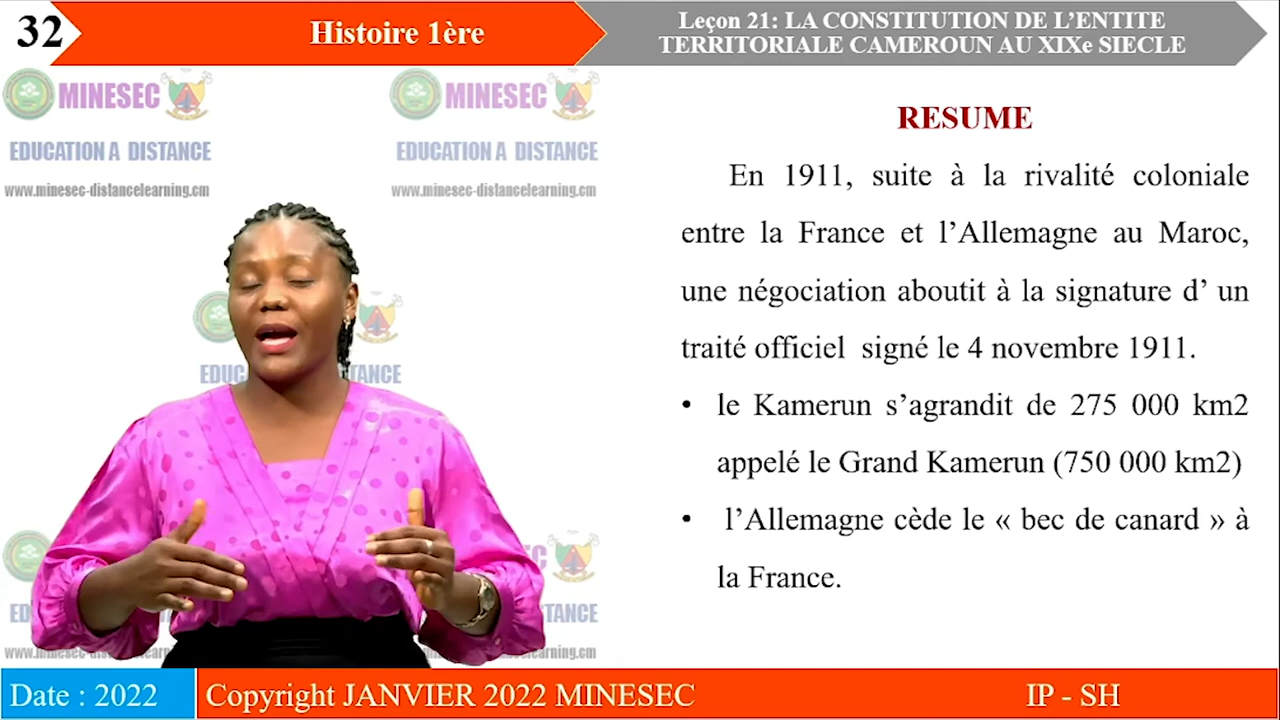 32
Histoire 1ère
Leçon 21: LA CONSTITUTION DE L’ENTITE
TERRITORIALE CAMEROUN AU XIXe SIECLE
MINESEC
MINESEC
EDUCATION A DISTANCE
EDUCATION A DISTANCE
www.minesec-distancelearning.cm
www.minesec-distancelearning.cm
RESUME
En 1911, suite à la rivalité coloniale
entre la France et l’Allemagne au Maroc,
une négociation aboutit à la signature d’ un
traité officiel signé le 4 novembre 1911.
• le Kamerun s’agrandit de 275 000 km2
appelé le Grand Kamerun (750 000 km2)
• l’Allemagne cède le « bec de canard » à
la France.
Date : 2022
Copyright JANVIER 2022 MINESEC
IP - SH